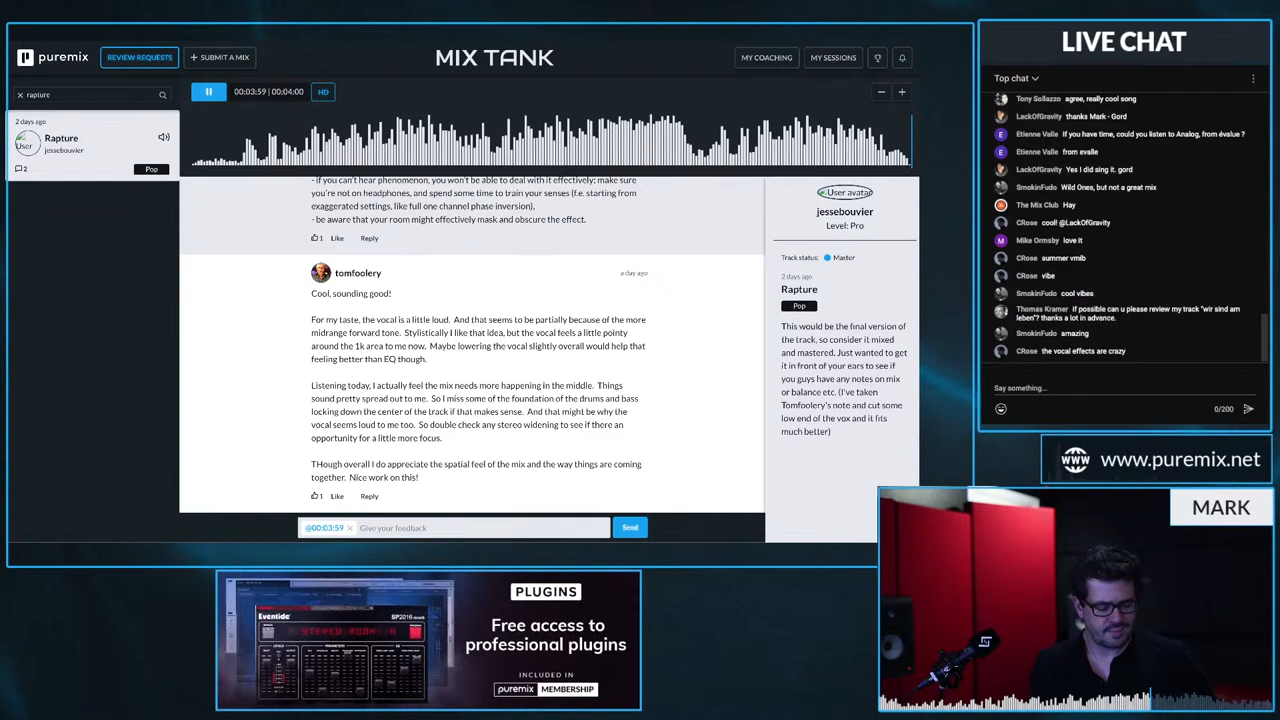 puremix
REVIEW REQUESTS
+ SUBMIT A MIX
MIX TANK
MY COACHING
MY SESSIONS
rapture
00:03:59 | 00:04:00
HD
2 days ago
User
Rapture
jessebouvier
2
Pop
- if you can't hear phenomenon, you won't be able to deal with it effectively; make sure
you're not on headphones, and spend some time to train your senses (f.e. starting from
exaggerated settings, like full one channel phase inversion),
- be aware that your room might effectively mask and obscure the effect.
1 Like Reply
tomfoolery
a day ago
Cool, sounding good!
For my taste, the vocal is a little loud. And that seems to be partially because of the more
midrange forward tone. Stylistically I like that idea, but the vocal feels a little pointy
around the 1k area to me now. Maybe lowering the vocal slightly overall would help that
feeling better than EQ though.
Listening today, I actually feel the mix needs more happening in the middle. Things
sound pretty spread out to me. So I miss some of the foundation of the drums and bass
locking down the center of the track if that makes sense. And that might be why the
vocal seems loud to me too. So double check any stereo widening to see if there an
opportunity for a little more focus.
THough overall I do appreciate the spatial feel of the mix and the way things are coming
together. Nice work on this!
1 Like Reply
@00:03:59 × Give your feedback
Send
User avatar
jessebouvier
Level: Pro
Track status: Master
2 days ago
Rapture
Pop
This would be the final version of
the track, so consider it mixed
and mastered. Just wanted to get
it in front of your ears to see if
you guys have any notes on mix
or balance etc. (I've taken
Tomfoolery's note and cut some
low end of the vox and it fits
much better)
LIVE CHAT
Top chat
Tony Sollazzo agree, really cool song
LackOfGravity thanks Mark - Gord
Etienne Valle If you have time, could you listen to Analog, from évalue ?
Etienne Valle from evalle
LackOfGravity Yes I did sing it. gord
SmokinFudo Wild Ones, but not a great mix
The Mix Club Hay
CRose cool! @LackOfGravity
Mike Ormsby love it
CRose summer vmib
CRose vibe
SmokinFudo cool vibes
Thomas Kramer If possible can u please review my track "wir sind am
leben"? thanks a lot in advance.
SmokinFudo amazing
CRose the vocal effects are crazy
Say something...
0/200
WWW
www.puremix.net
MARK
Eventide
SP2016 reverb
STEREO ROOM
PLUGINS
Free access to
professional plugins
INCLUDED IN
puremix MEMBERSHIP